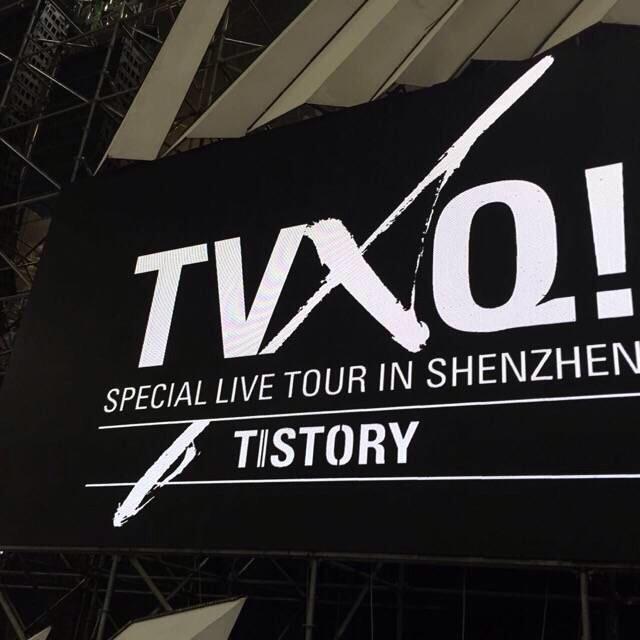 TVXQ!
SPECIAL LIVE TOUR IN SHENZHEN
T1STORY